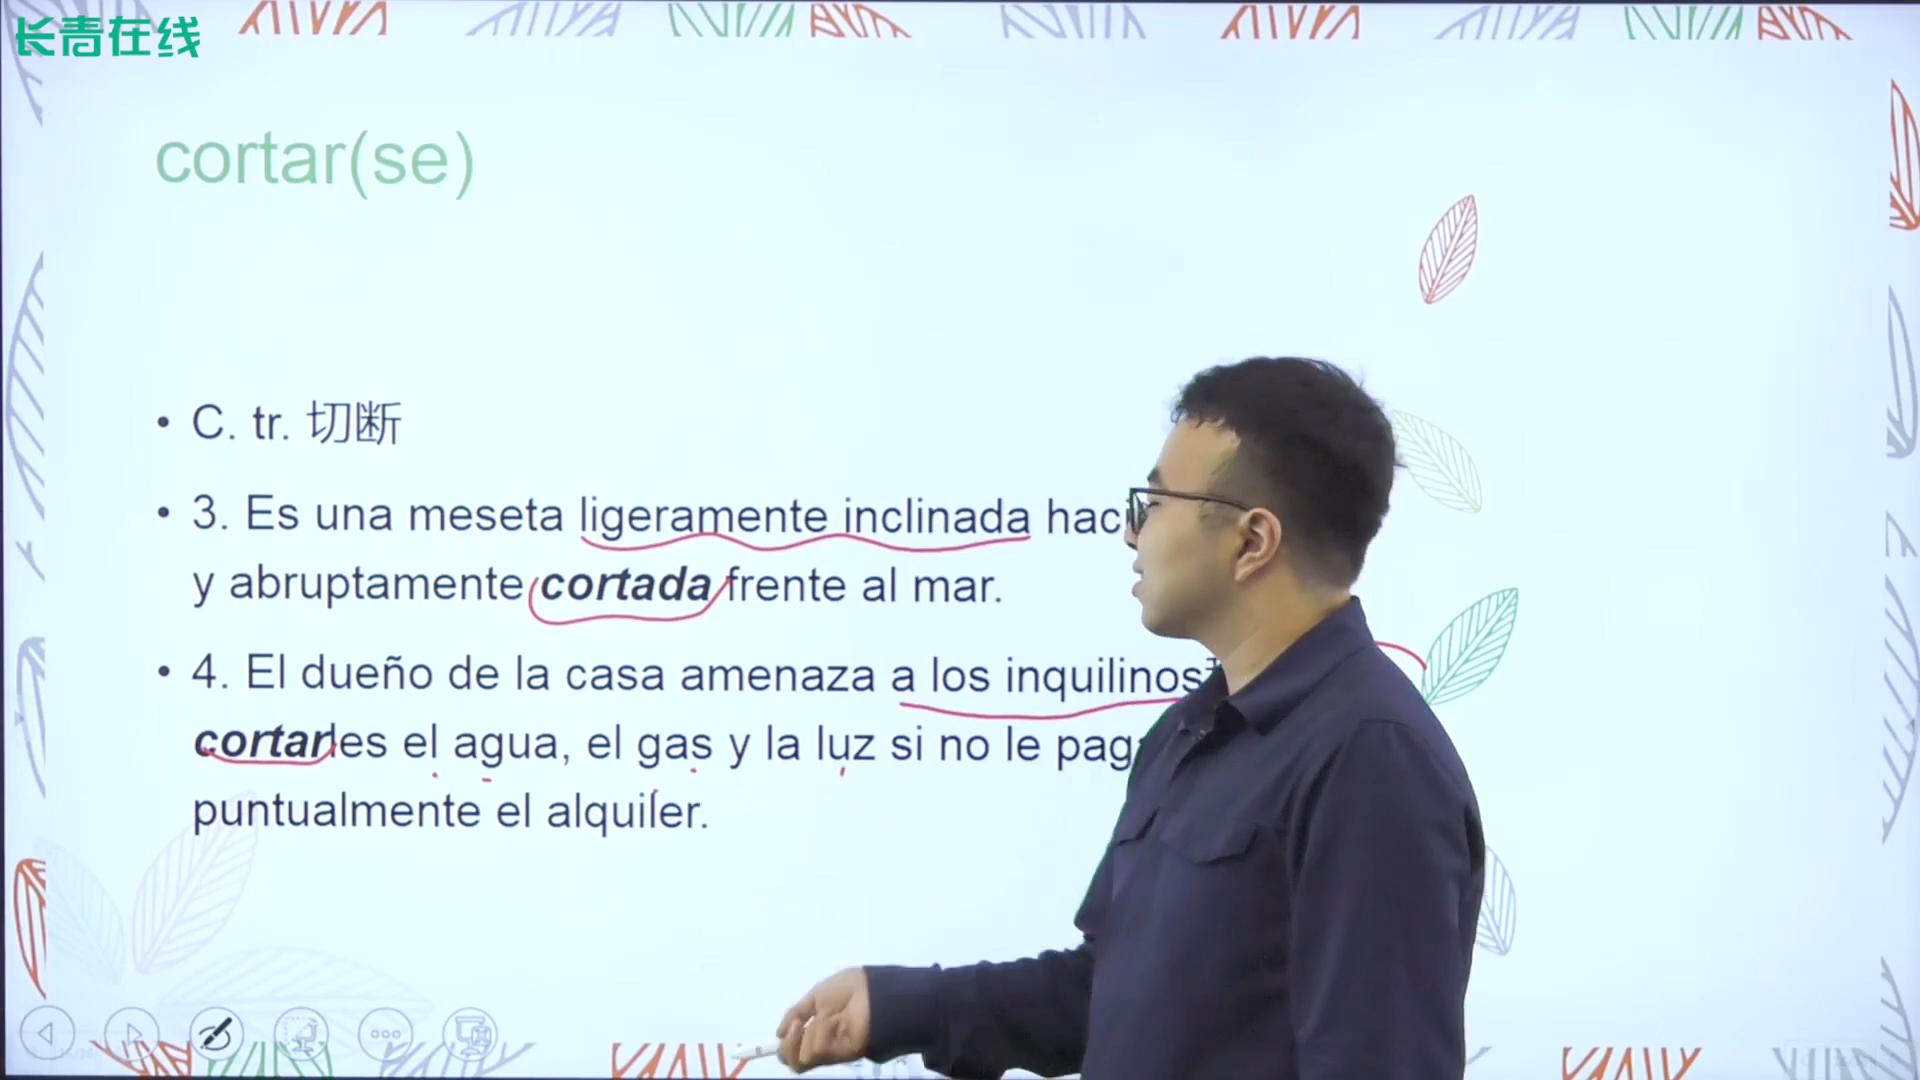 长青在线
cortar(se)
• C. tr. 切断
• 3. Es una meseta ligeramente inclinada
y abruptamente cortada frente al mar.
• 4. El dueño de la casa amenaza a los inquilinos
cortarles el agua, el gas y la luz si no le
puntualmente el alquiler.